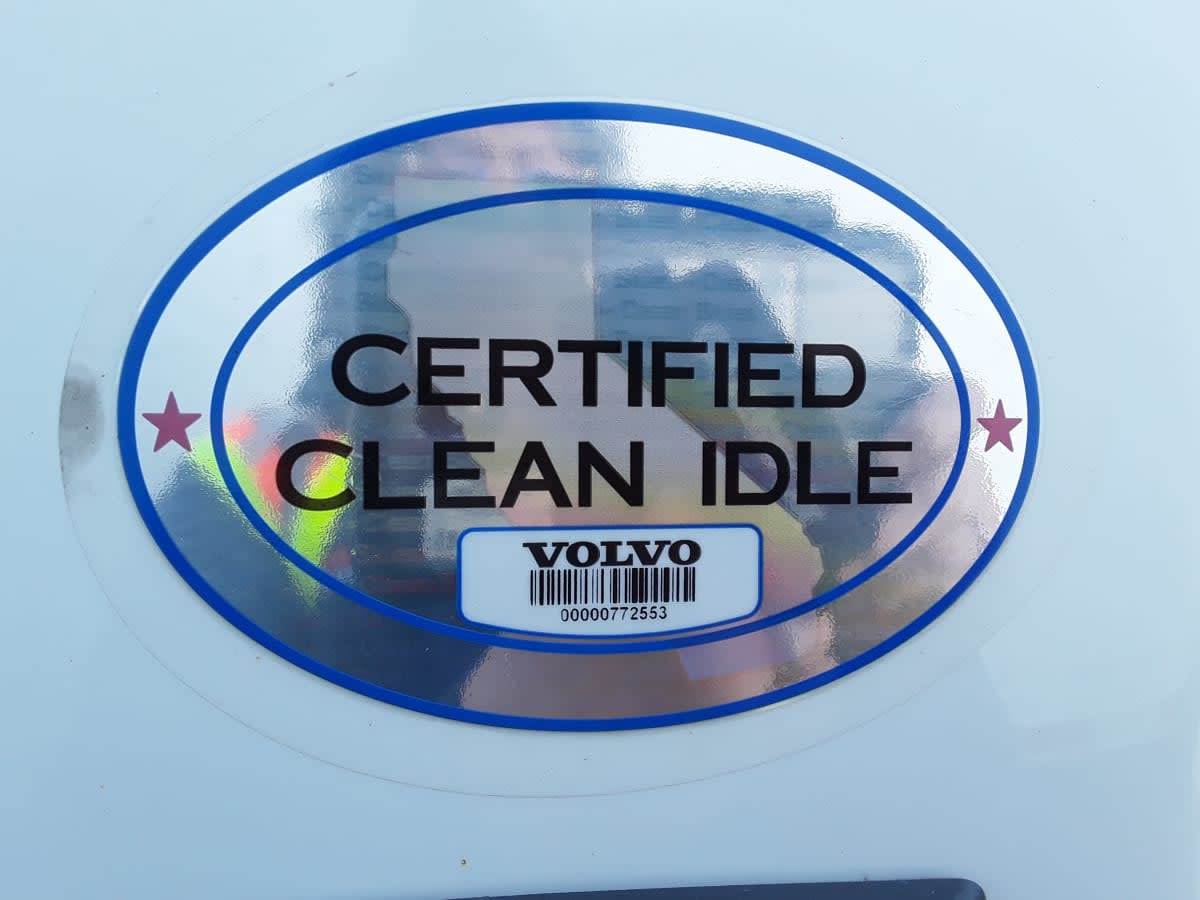 CERTIFIED
CLEAN IDLE
VOLVO
00000772553